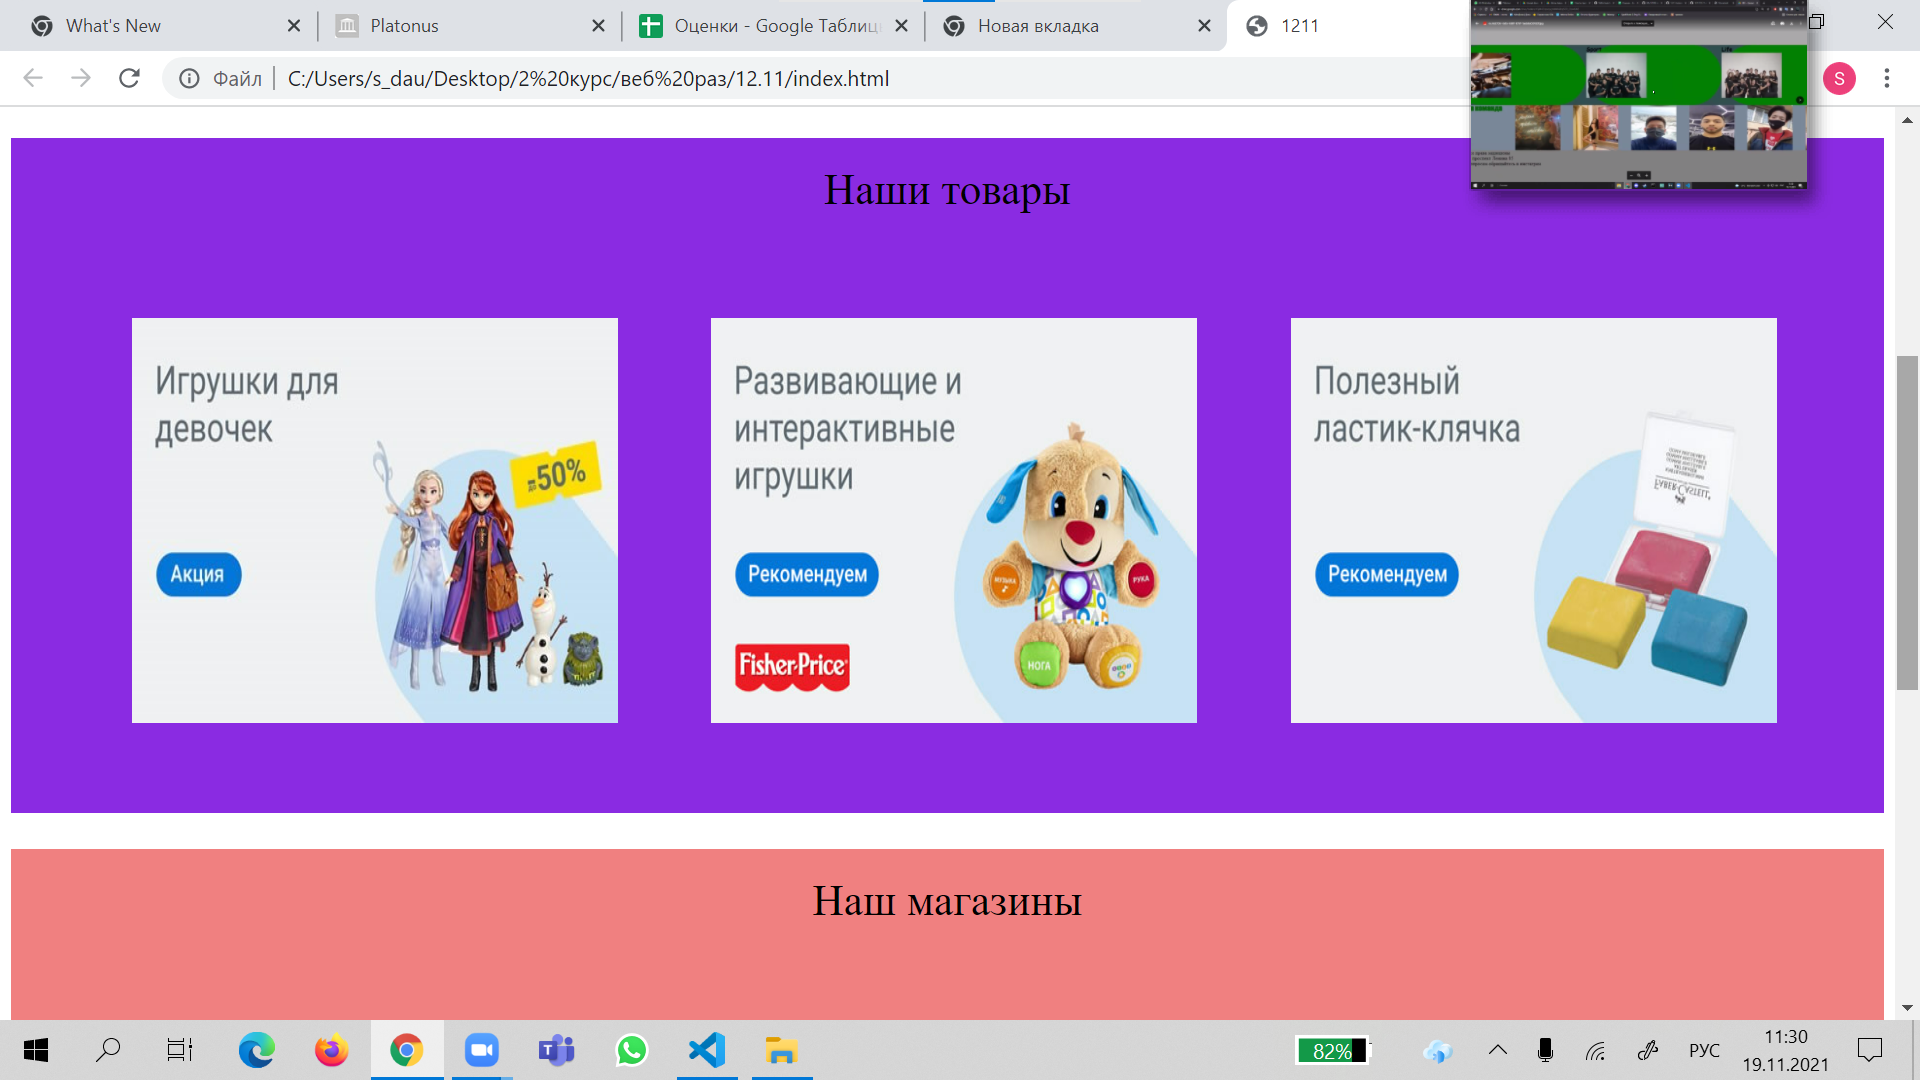 What's New
Platonus
Оценки - Google Таблиц
Новая вкладка
1211
Файл
C:/Users/s_dau/Desktop/2%20курс/веб%20раз/12.11/index.html
S
Наши товары
Игрушки для
девочек
до -50%
Акция
Развивающие и
интерактивные
игрушки
Рекомендуем
Fisher-Price
МУЗЫКА
РУКА
НОГА
Полезный
ластик-клячка
Рекомендуем
FABER-CASTELL
Наш магазины
82%
РУС
11:30
19.11.2021